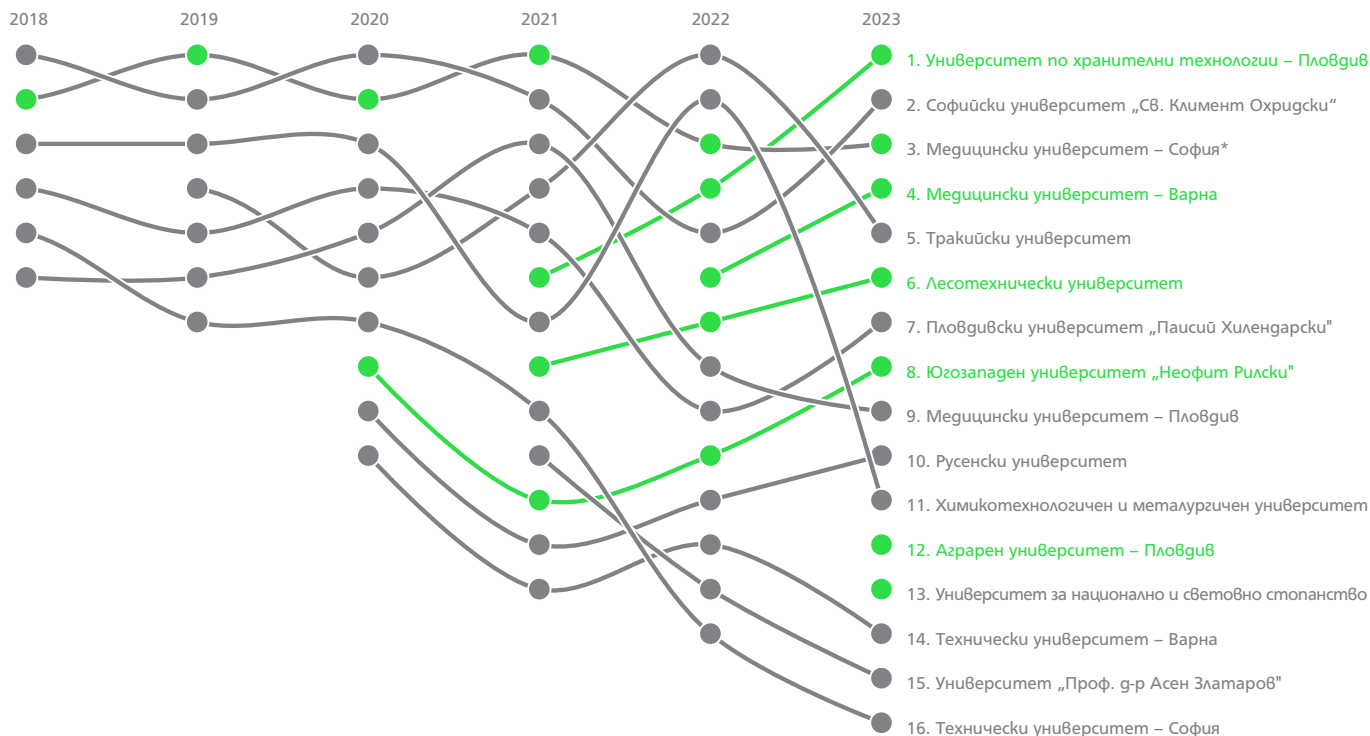 2018 2019 2020 2021 2022 2023
1. Университет по хранителни технологии – Пловдив
2. Софийски университет „Св. Климент Охридски“
3. Медицински университет – София*
4. Медицински университет – Варна
5. Тракийски университет
6. Лесотехнически университет
7. Пловдивски университет „Паисий Хилендарски"
8. Югозападен университет „Неофит Рилски"
9. Медицински университет – Пловдив
10. Русенски университет
11. Химикотехнологичен и металургичен университет
12. Аграрен университет – Пловдив
13. Университет за национално и световно стопанство
14. Технически университет – Варна
15. Университет „Проф. д-р Асен Златаров"
16. Технически университет – София